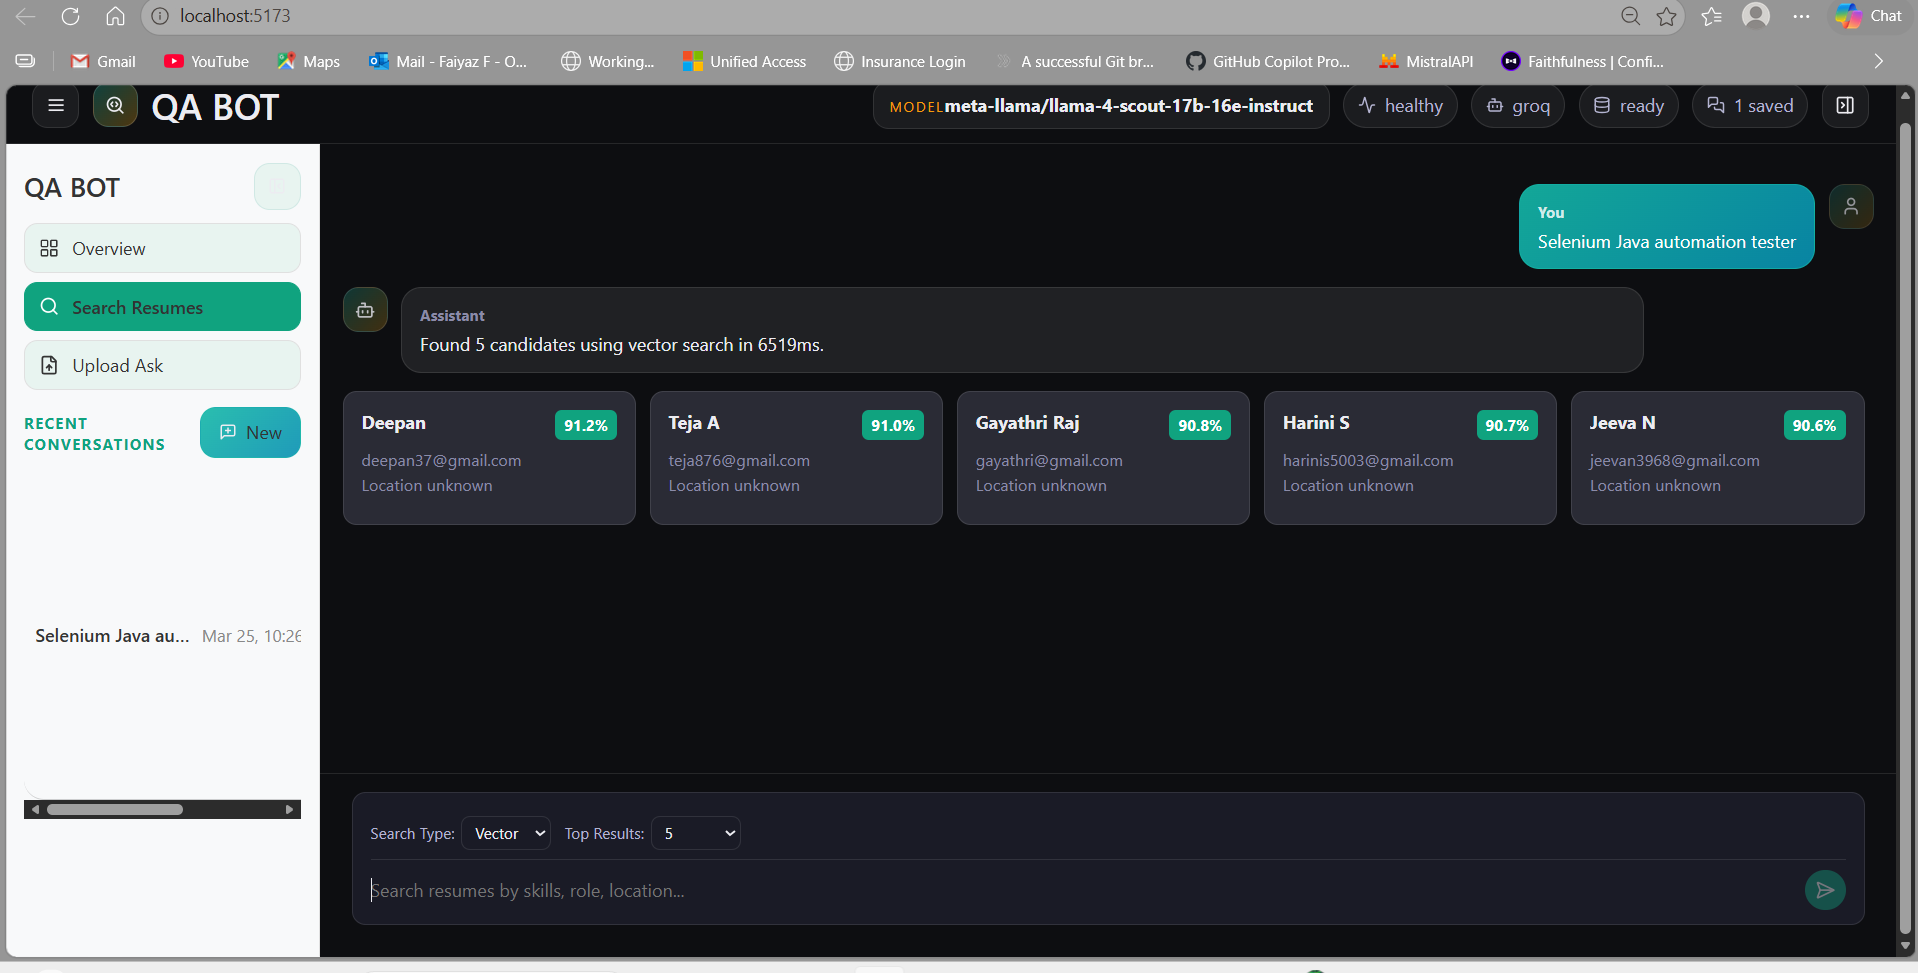 localhost:5173
Chat
Gmail
YouTube
Maps
Mail - Faiyaz F - O...
Working...
Unified Access
Insurance Login
A successful Git br...
GitHub Copilot Pro...
MistralAPI
Faithfulness | Confi...
QA BOT
MODEL meta-llama/llama-4-scout-17b-16e-instruct
healthy
groq
ready
1 saved
QA BOT
Overview
Search Resumes
Upload Ask
RECENT
CONVERSATIONS
New
Selenium Java au... Mar 25, 10:26
You
Selenium Java automation tester
Assistant
Found 5 candidates using vector search in 6519ms.
Deepan 91.2%
deepan37@gmail.com
Location unknown
Teja A 91.0%
teja876@gmail.com
Location unknown
Gayathri Raj 90.8%
gayathri@gmail.com
Location unknown
Harini S 90.7%
harinis5003@gmail.com
Location unknown
Jeeva N 90.6%
jeevan3968@gmail.com
Location unknown
Search Type: Vector Top Results: 5
Search resumes by skills, role, location...